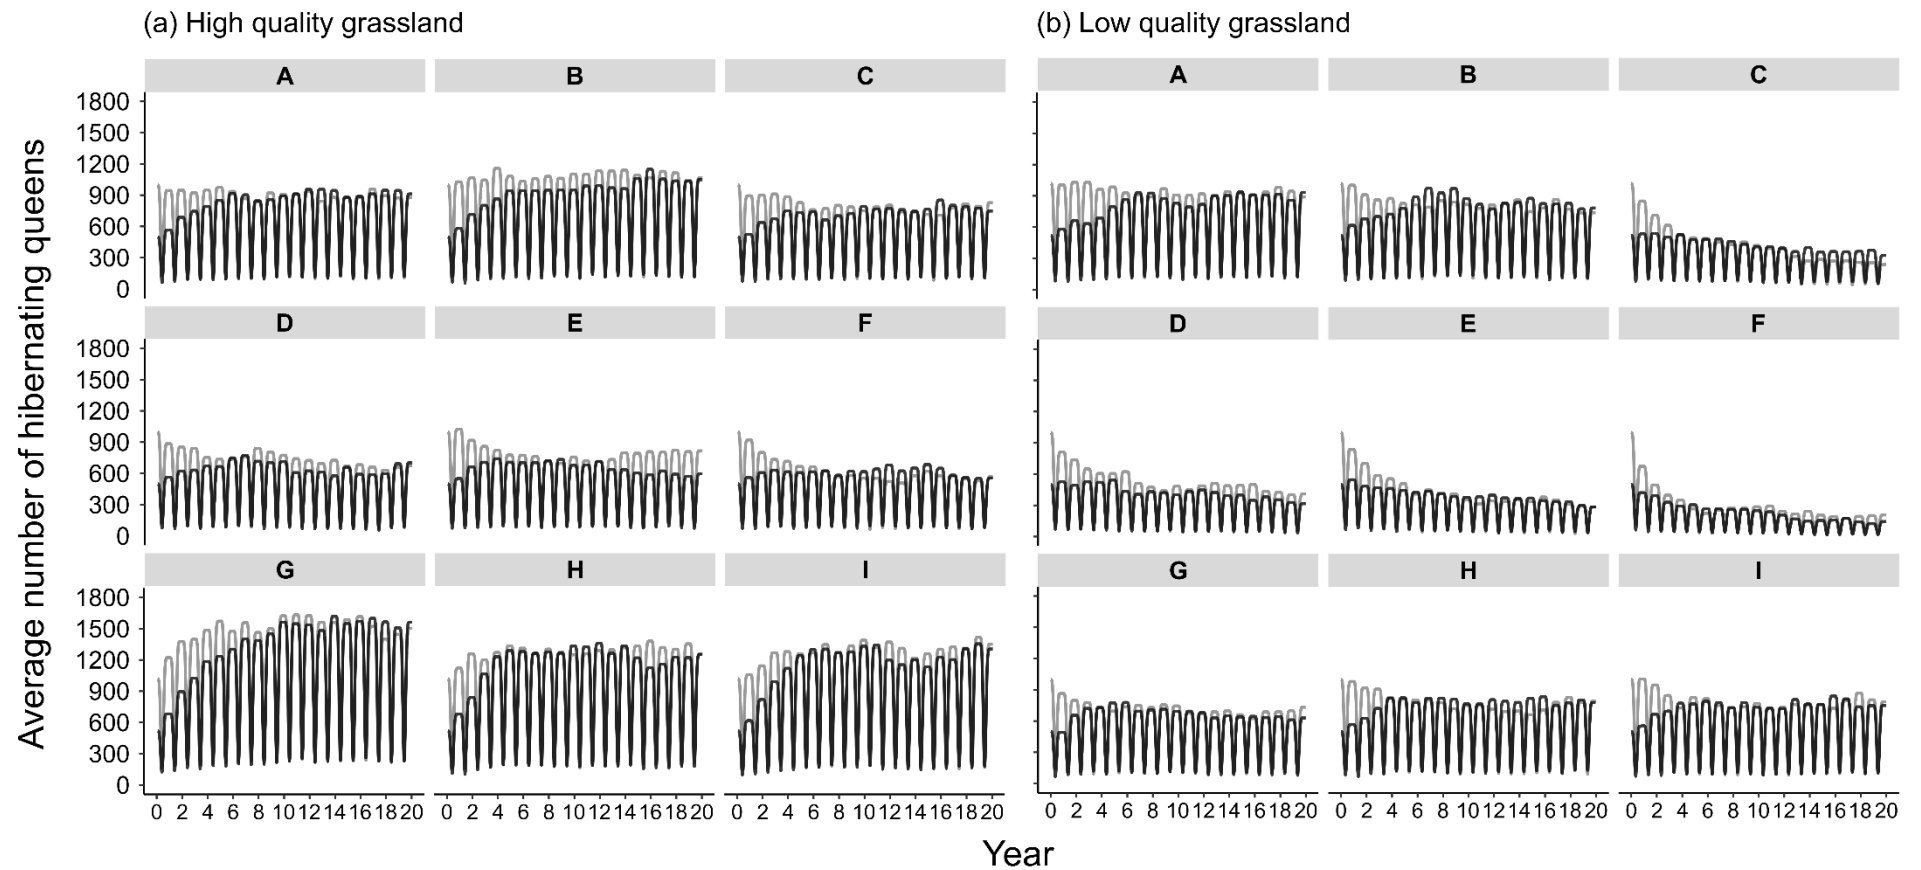 (a) High quality grassland
(b) Low quality grassland
A B C A B C
1800
1500
1200
900
600
300
0
D E F D E F
1800
1500
1200
900
600
300
0
G H I G H I
1800
1500
1200
900
600
300
0
0 2 4 6 8 10 12 14 16 18 20 0 2 4 6 8 10 12 14 16 18 20 0 2 4 6 8 10 12 14 16 18 20 0 2 4 6 8 10 12 14 16 18 20 0 2 4 6 8 10 12 14 16 18 20 0 2 4 6 8 10 12 14 16 18 20
Average number of hibernating queens
Year